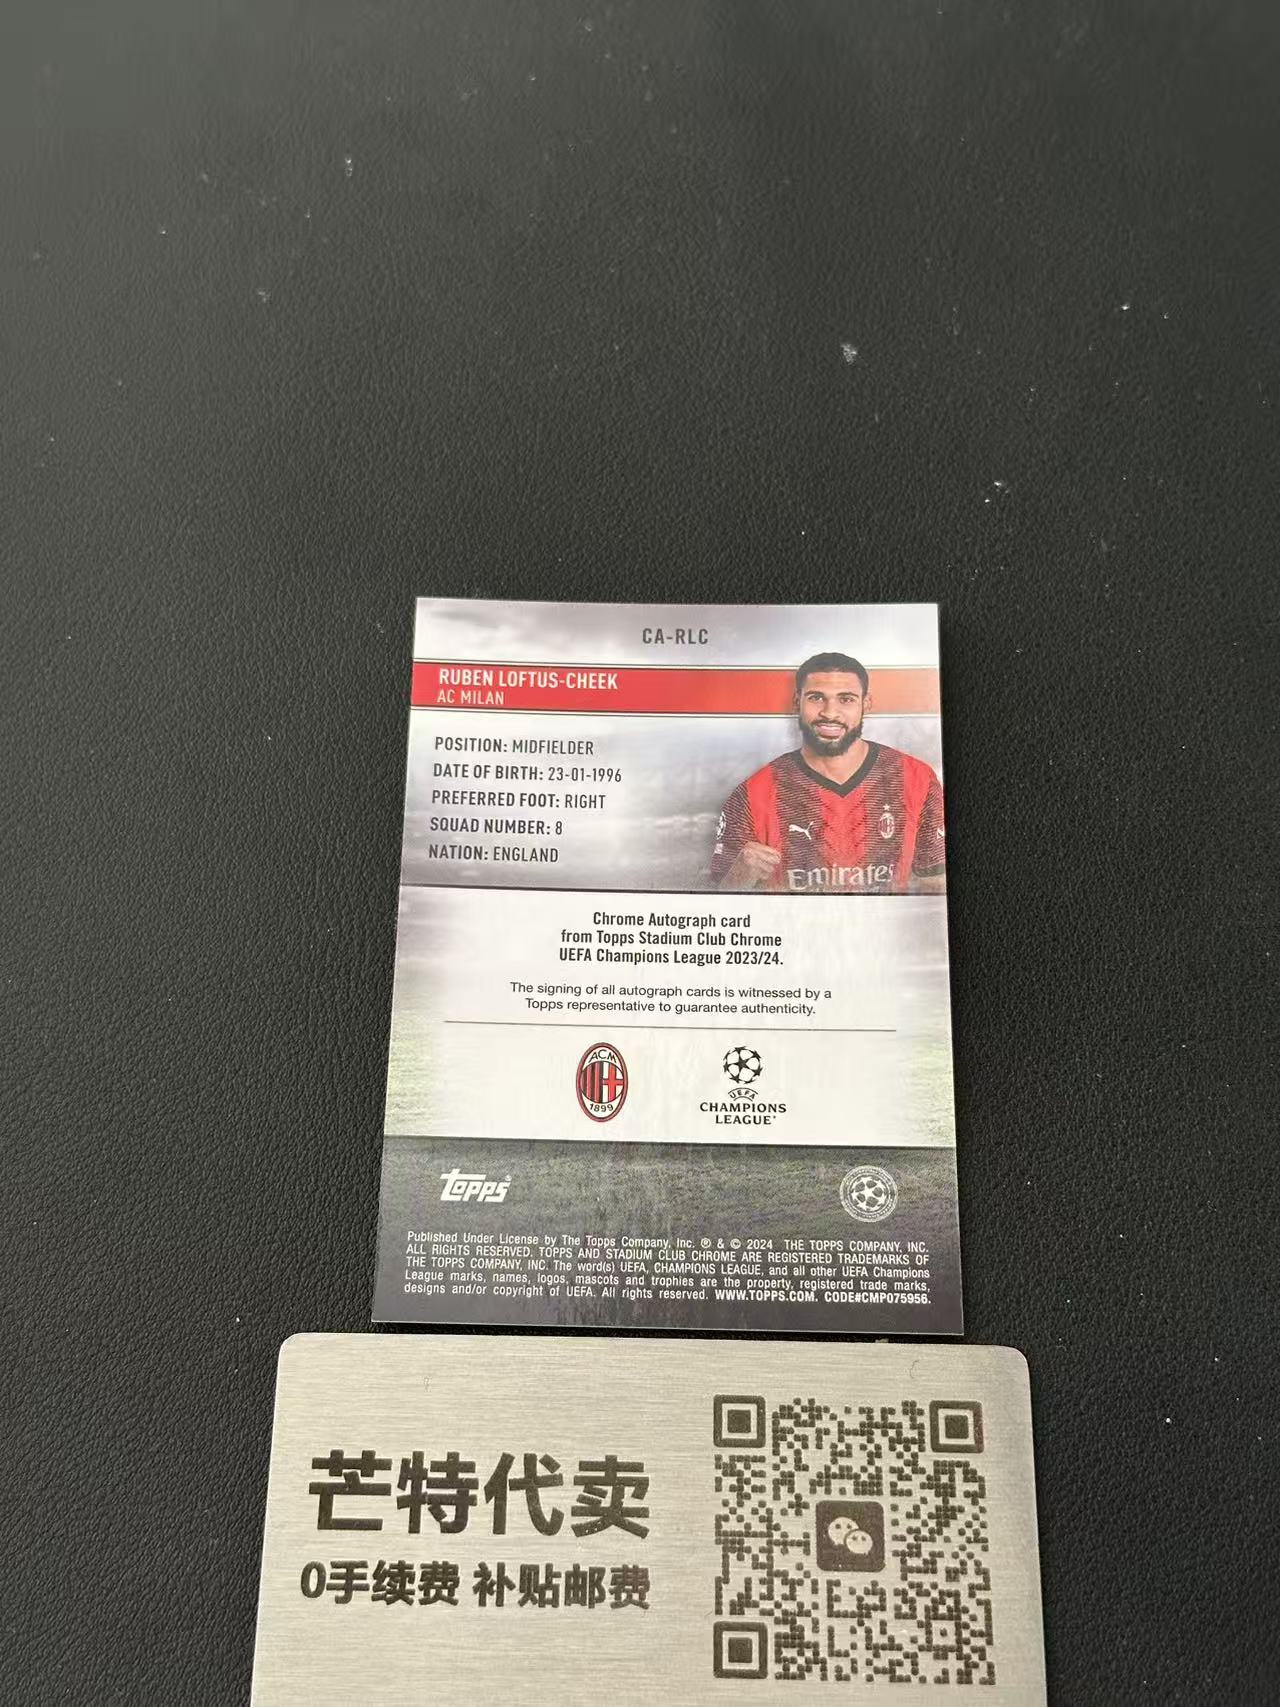 CA-RLC
RUBEN LOFTUS-CHEEK
AC MILAN
POSITION: MIDFIELDER
DATE OF BIRTH: 23-01-1996
PREFERRED FOOT: RIGHT
SQUAD NUMBER: 8
NATION: ENGLAND
Emirates
Chrome Autograph card
from Topps Stadium Club Chrome
UEFA Champions League 2023/24.
The signing of all autograph cards is witnessed by a
Topps representative to guarantee authenticity.
ACM
1899
UEFA
CHAMPIONS
LEAGUE
topps
Published Under License by The Topps Company, Inc. ® & © 2024 THE TOPPS COMPANY, INC.
ALL RIGHTS RESERVED. TOPPS AND STADIUM CLUB CHROME ARE REGISTERED TRADEMARKS OF
THE TOPPS COMPANY, INC. The word(s) UEFA, CHAMPIONS LEAGUE, and all other UEFA Champions
League marks, names, logos, mascots and trophies are the property, registered trade marks,
designs and/or copyright of UEFA. All rights reserved. WWW.TOPPS.COM. CODE#CMP075956.
芒特代卖
0手续费 补贴邮费